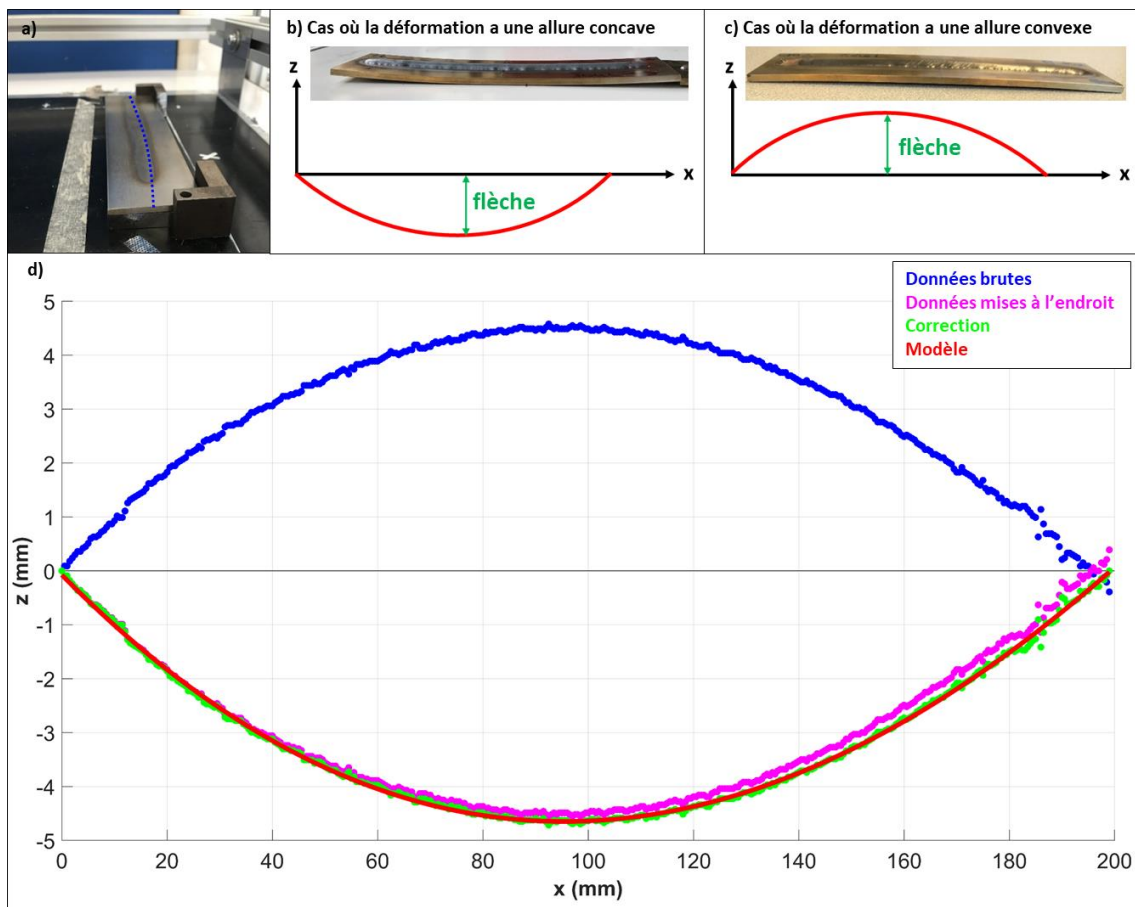 a)
b) Cas où la déformation a une allure concave
z
x
flèche
c) Cas où la déformation a une allure convexe
z
x
flèche
d)
Données brutes
Données mises à l'endroit
Correction
Modèle
5
4
3
2
1
0
-1
-2
-3
-4
-5
z (mm)
0 20 40 60 80 100 120 140 160 180 200
x (mm)